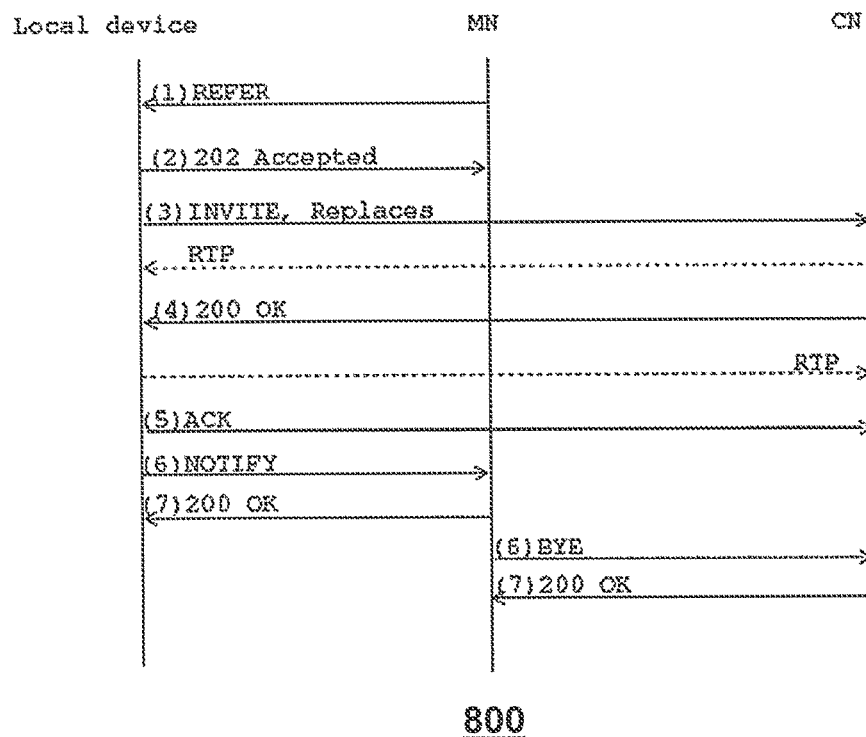 Local device MN CN
(1)REFER
(2)202 Accepted
(3)INVITE, Replaces
RTP
(4)200 OK
RTP
(5)ACK
(6)NOTIFY
(7)200 OK
(6)BYE
(7)200 OK
800